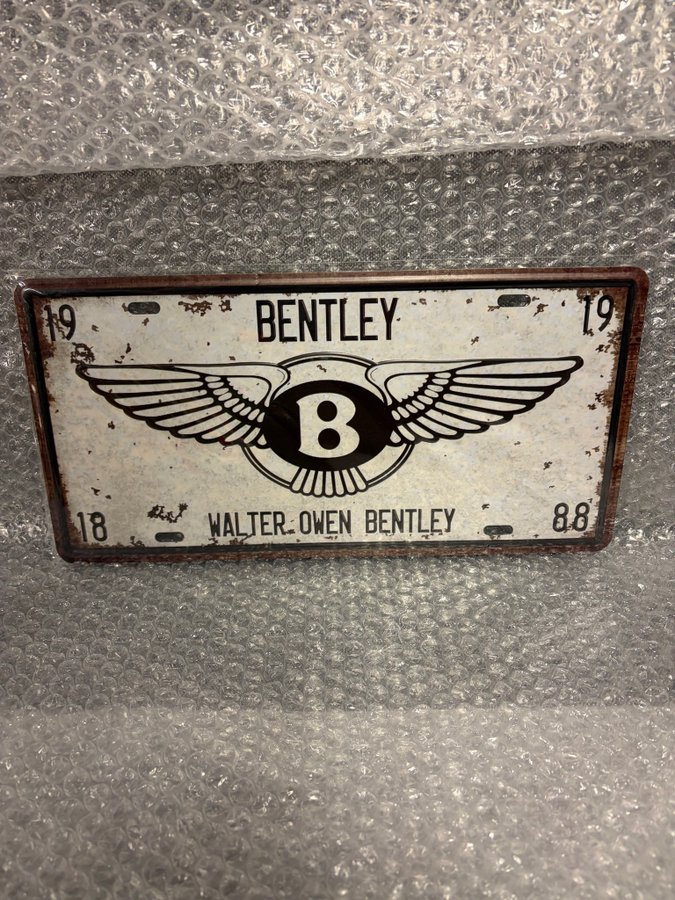 19 BENTLEY 19
B
18 WALTER OWEN BENTLEY 88